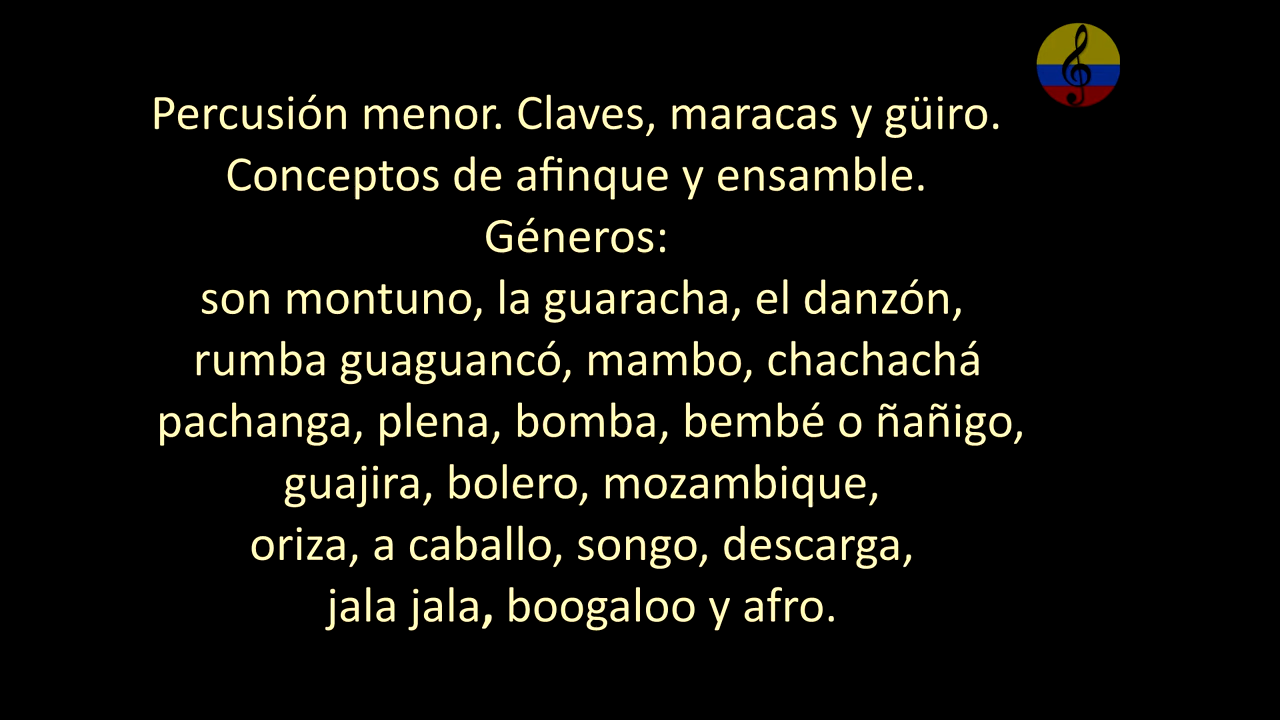 Percusión menor. Claves, maracas y güiro.
Conceptos de afinque y ensamble.
Géneros:
son montuno, la guaracha, el danzón,
rumba guaguancó, mambo, chachachá
pachanga, plena, bomba, bembé o ñañigo,
guajira, bolero, mozambique,
oriza, a caballo, songo, descarga,
jala jala, boogaloo y afro.